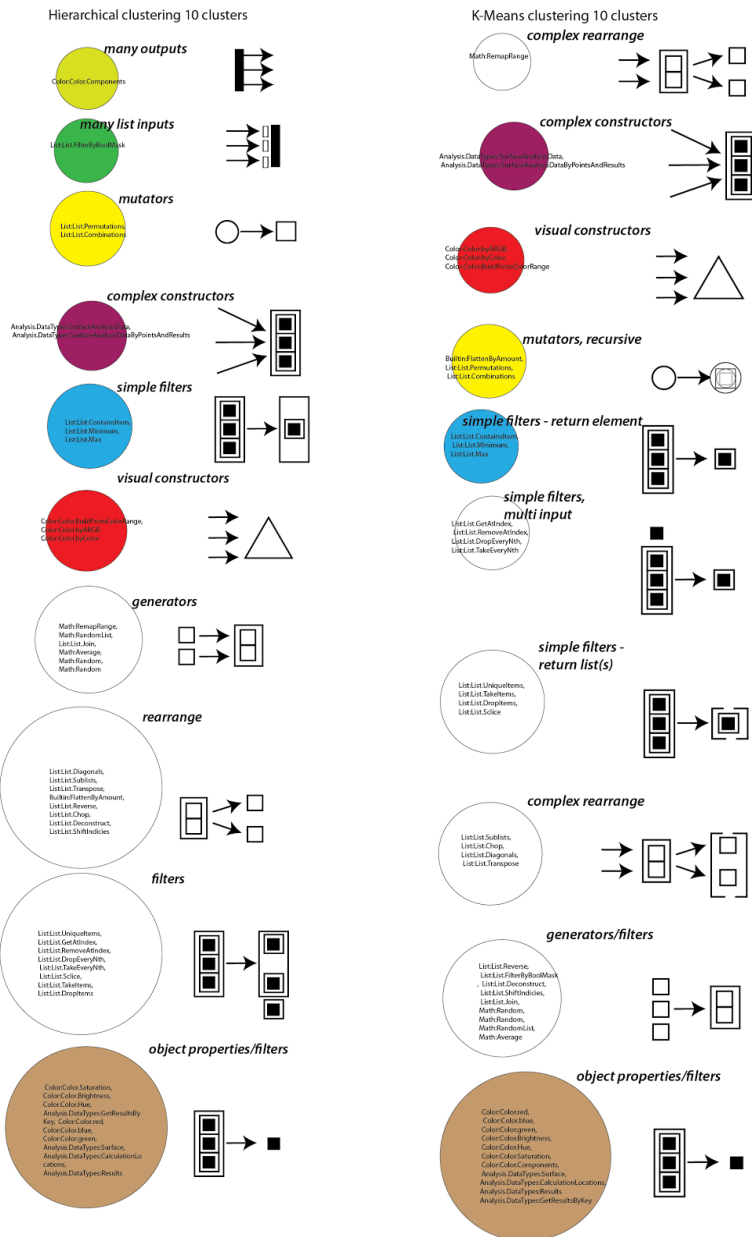 Hierarchical clustering 10 clusters
many outputs
Color:Color.Components
many list inputs
List:List.FilterByBoolMask
mutators
List:List.Permutations,
List:List.Combinations
complex constructors
Analysis.DataTypes:SurfaceAnalysisData,
Analysis.DataTypes:SurfaceAnalysisDataByPointsAndResults
simple filters
List:List.ContainsItem,
List:List.Minimum,
List:List.Max
visual constructors
Color:Color.BuildFromColorRange,
Color:Color.byARGB,
Color:Color.byColor
generators
Math:RemapRange,
Math:RandomList,
List:List.Join,
Math:Average,
Math:Random,
Math:Random
rearrange
List:List.Diagonals,
List:List.Sublists,
List:List.Transpose,
Builtin:FlattenByAmount,
List:List.Reverse,
List:List.Chop,
List:List.Deconstruct,
List:List.ShiftIndicies
filters
List:List.UniqueItems,
List:List.GetAtIndex,
List:List.RemoveAtIndex,
List:List.DropEveryNth,
List:List.TakeEveryNth,
List:List.Sclice,
List:List.TakeItems,
List:List.DropItems
object properties/filters
Color:Color.Saturation,
Color:Color.Brightness,
Color:Color.Hue,
Analysis.DataTypes:GetResultsBy
Key, Color:Color.red,
Color:Color.blue,
Color:Color.green,
Analysis.DataTypes:Surface,
Analysis.DataTypes:CalculationLo
cations,
Analysis.DataTypes:Results
K-Means clustering 10 clusters
complex rearrange
Math:RemapRange
complex constructors
Analysis.DataTypes:SurfaceAnalysisData,
Analysis.DataTypes:SurfaceAnalysisDataByPointsAndResults
visual constructors
Color:Color.byARGB,
Color:Color.byColor,
Color:Color.BuildFromColorRange
mutators, recursive
Builtin:FlattenByAmount,
List:List.Permutations,
List:List.Combinations
simple filters - return element
List:List.ContainsItem,
List:List.Minimum,
List:List.Max
simple filters,
multi input
List:List.GetAtIndex,
List:List.RemoveAtIndex,
List:List.DropEveryNth,
List:List.TakeEveryNth
simple filters -
return list(s)
List:List.UniqueItems,
List:List.TakeItems,
List:List.DropItems,
List:List.Sclice
complex rearrange
List:List.Sublists,
List:List.Chop,
List:List.Diagonals,
List:List.Transpose
generators/filters
List:List.Reverse,
List:List.FilterByBoolMask
, List:List.Deconstruct,
List:List.ShiftIndicies,
List:List.Join,
Math:Random,
Math:Random,
Math:RandomList,
Math:Average
object properties/filters
Color:Color.red,
Color:Color.blue,
Color:Color.green,
Color:Color.Brightness,
Color:Color.Hue,
Color:Color.Saturation,
Color:Color.Components,
Analysis.DataTypes:Surface,
Analysis.DataTypes:CalculationLocations,
Analysis.DataTypes:Results
Analysis.DataTypes:GetResultsByKey